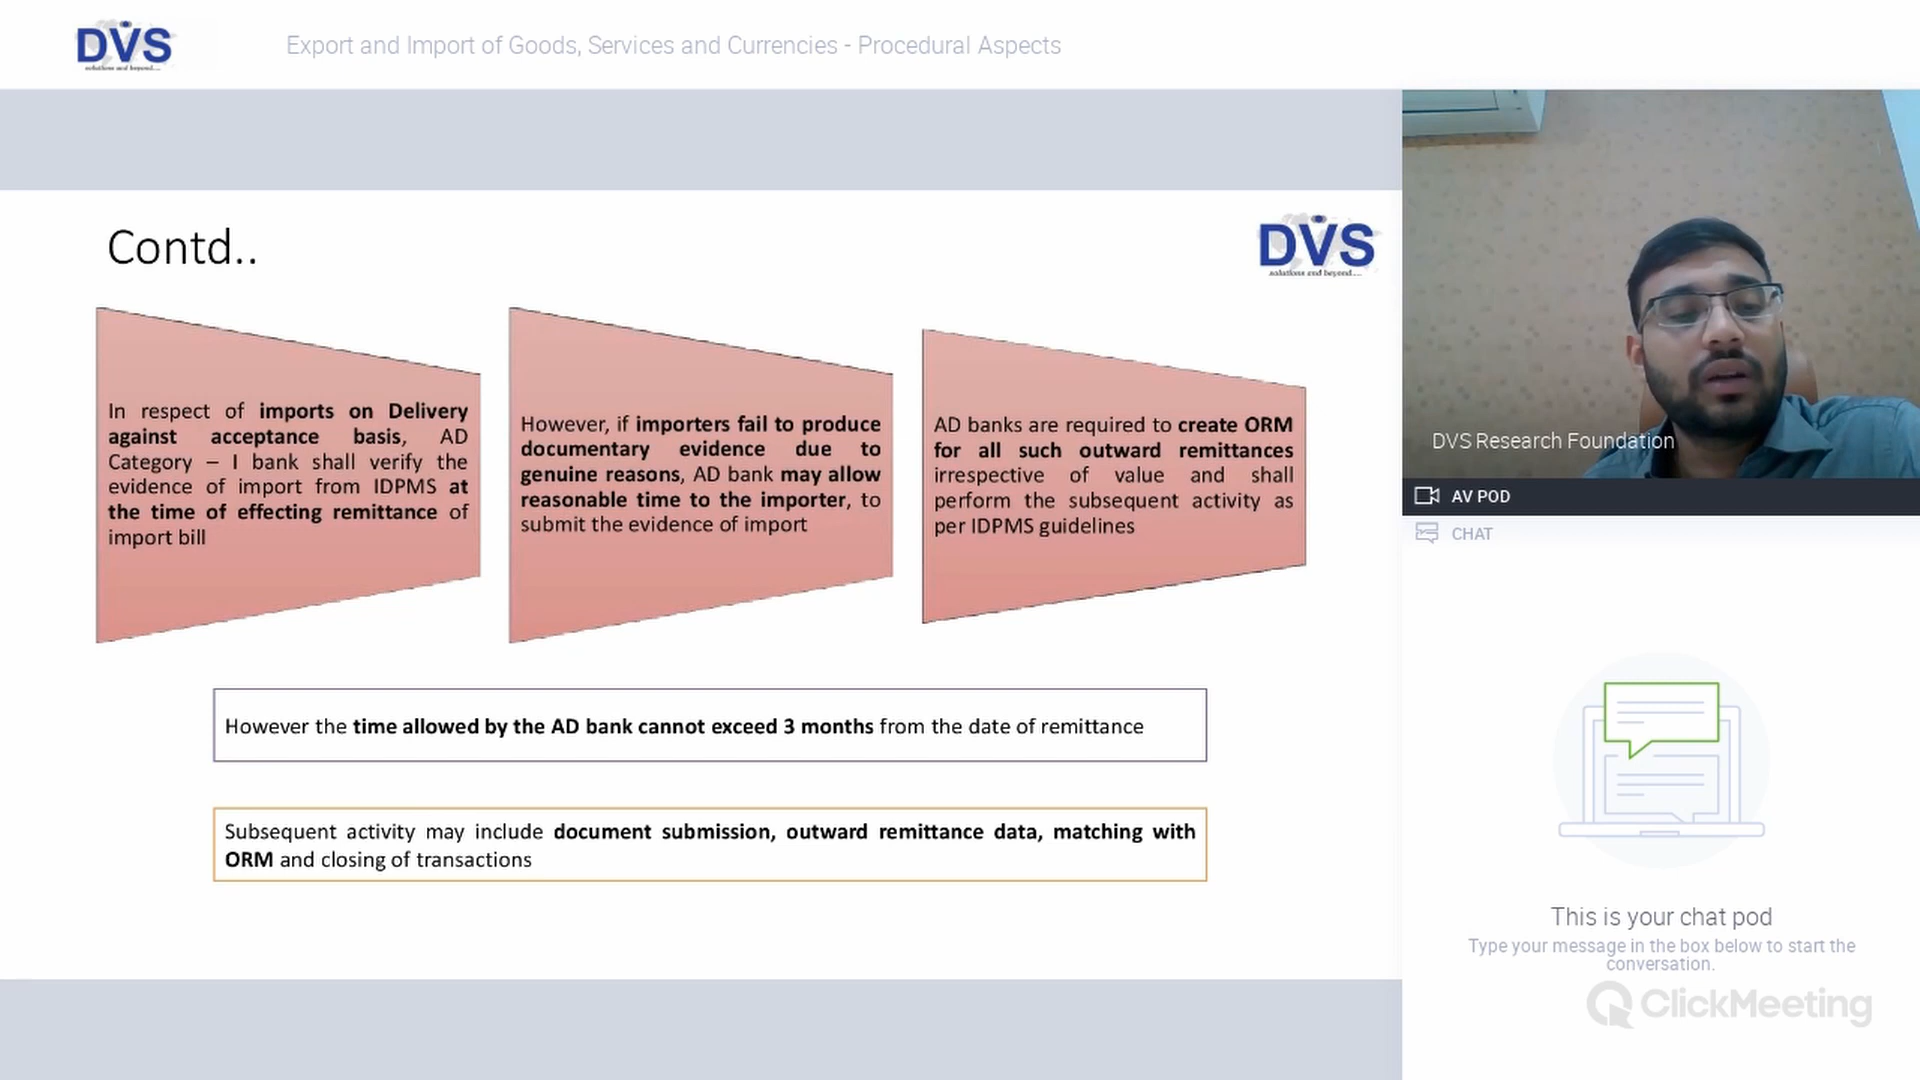 DVS
solutions and beyond....
Export and Import of Goods, Services and Currencies - Procedural Aspects
Contd..
DVS
solutions and beyond....
In respect of imports on Delivery
against acceptance basis, AD
Category – I bank shall verify the
evidence of import from IDPMS at
the time of effecting remittance of
import bill
However, if importers fail to produce
documentary evidence due to
genuine reasons, AD bank may allow
reasonable time to the importer, to
submit the evidence of import
AD banks are required to create ORM
for all such outward remittances
irrespective of value and shall
perform the subsequent activity as
per IDPMS guidelines
However the time allowed by the AD bank cannot exceed 3 months from the date of remittance
Subsequent activity may include document submission, outward remittance data, matching with
ORM and closing of transactions
DVS Research Foundation
AV POD
CHAT
This is your chat pod
Type your message in the box below to start the
conversation.
ClickMeeting